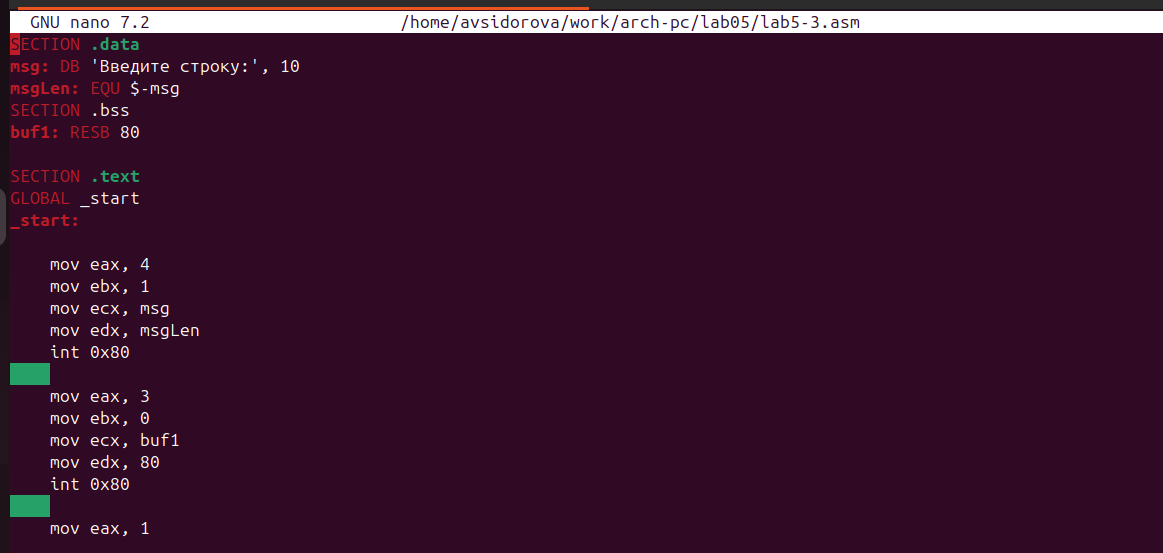 GNU nano 7.2 /home/avsidorova/work/arch-pc/lab05/lab5-3.asm
SECTION .data
msg: DB 'Введите строку:', 10
msgLen: EQU $-msg
SECTION .bss
buf1: RESB 80
SECTION .text
GLOBAL _start
_start:
mov eax, 4
mov ebx, 1
mov ecx, msg
mov edx, msgLen
int 0x80
mov eax, 3
mov ebx, 0
mov ecx, buf1
mov edx, 80
int 0x80
mov eax, 1